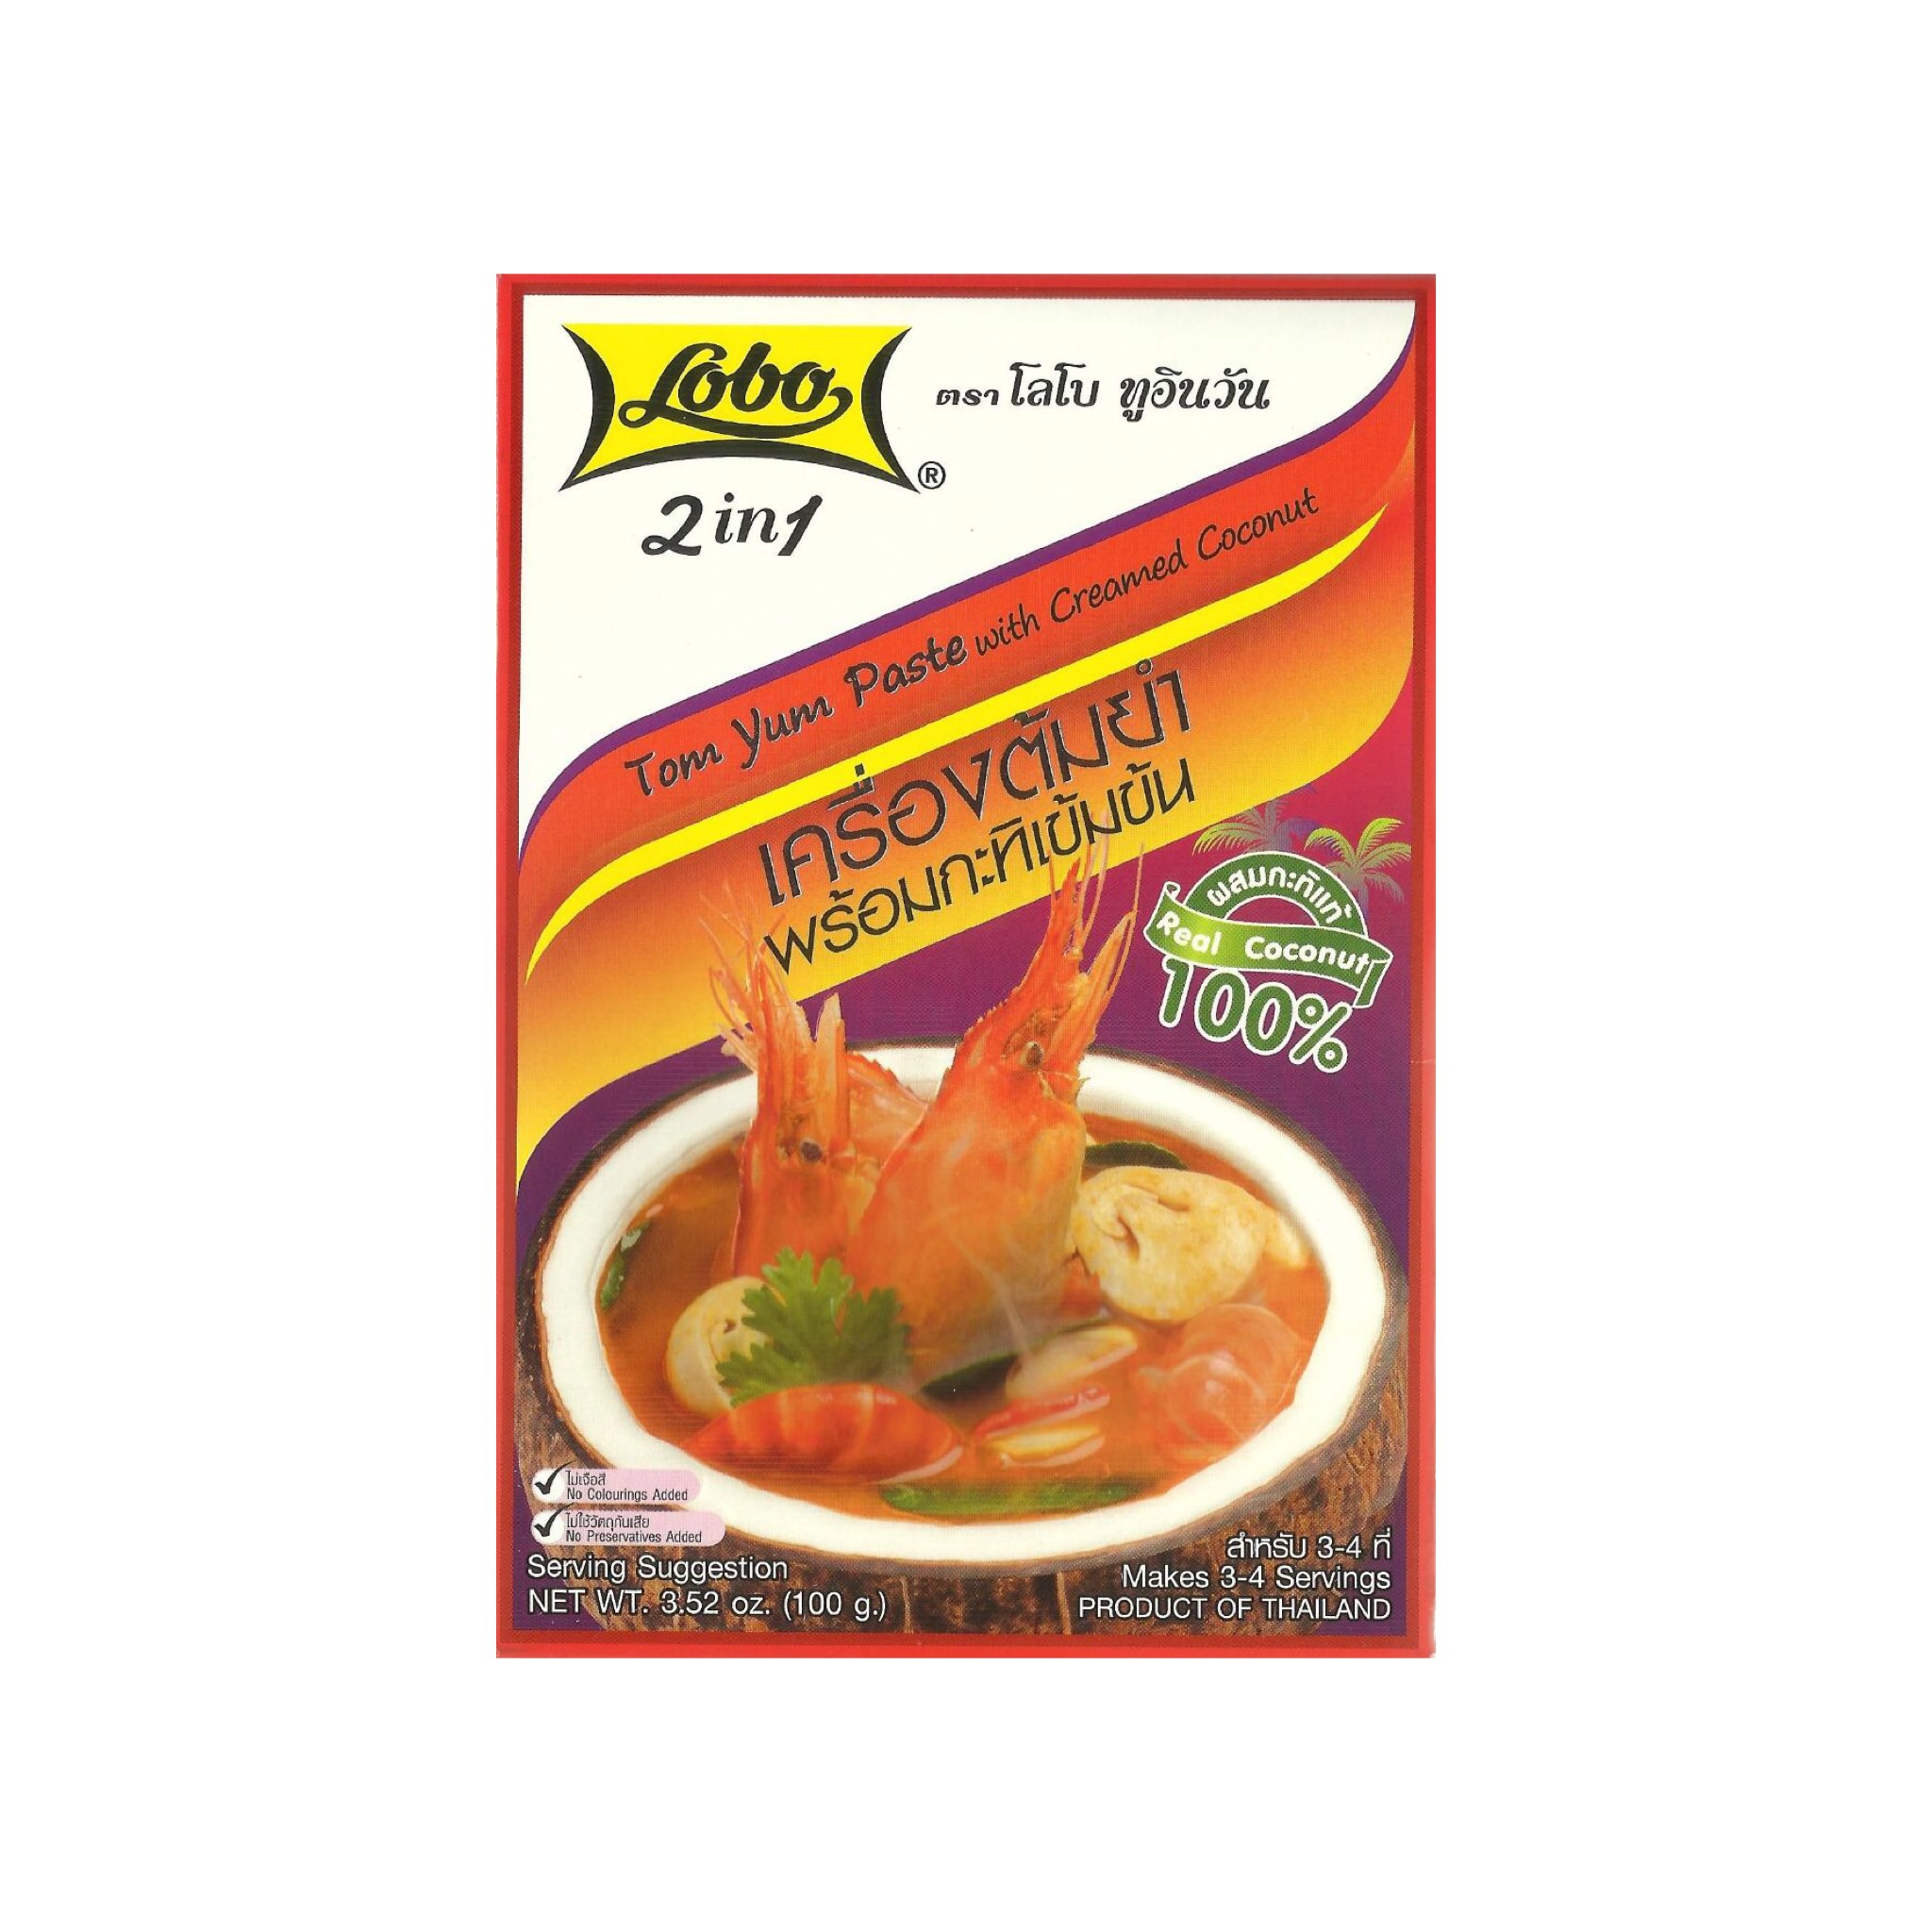 Lobo
®
ตรา โลโบ ทูอินวัน
2 in 1
Tom Yum Paste with Creamed Coconut
เครื่องต้มยำ
พร้อมกะทิเข้มข้น
ผสมกะทิแท้
Real Coconut
100%
ไม่เจือสี
No Colourings Added
ไม่ใช้วัตถุกันเสีย
No Preservatives Added
Serving Suggestion
NET WT. 3.52 oz. (100 g.)
สำหรับ 3-4 ที่
Makes 3-4 Servings
PRODUCT OF THAILAND